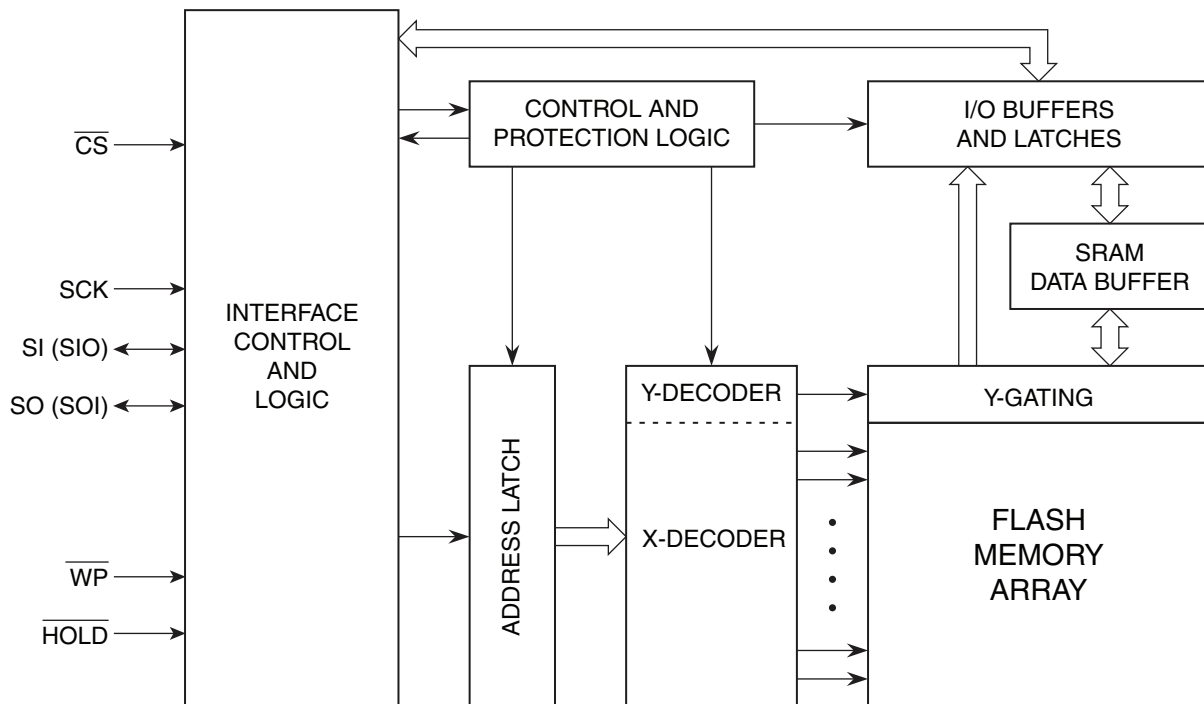 CS
SCK
SI (SIO)
SO (SOI)
WP
HOLD
INTERFACE
CONTROL
AND
LOGIC
CONTROL AND
PROTECTION LOGIC
I/O BUFFERS
AND LATCHES
SRAM
DATA BUFFER
ADDRESS LATCH
Y-DECODER
X-DECODER
Y-GATING
FLASH
MEMORY
ARRAY